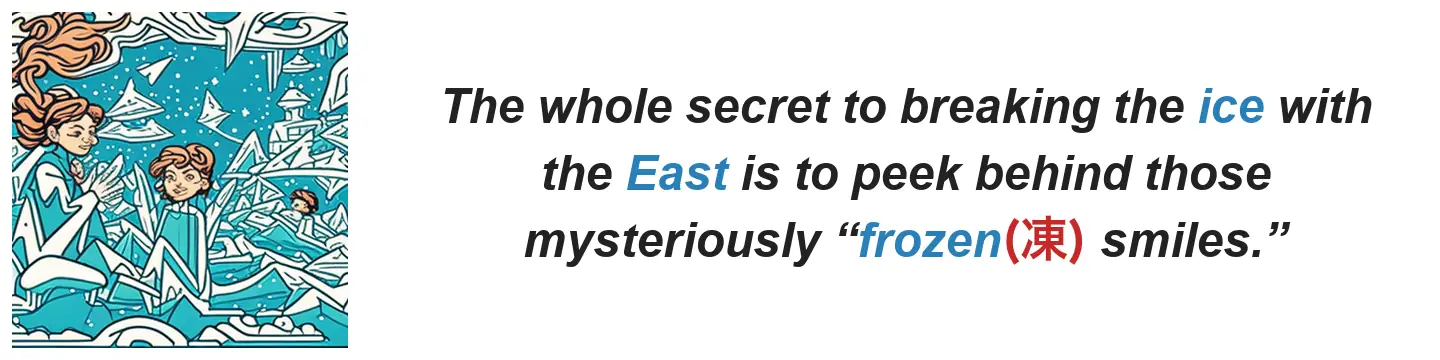 The whole secret to breaking the ice with
the East is to peek behind those
mysteriously “frozen(凍) smiles.”